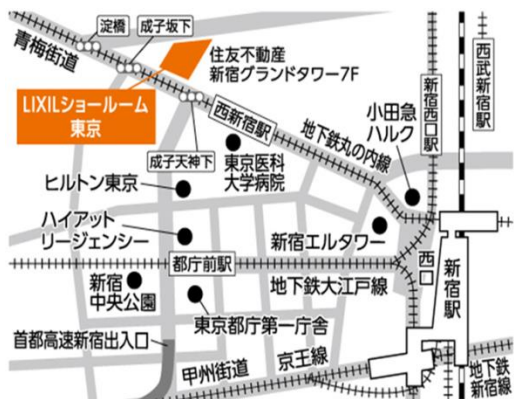 淀橋
成子坂下
青梅街道
住友不動産
新宿グランドタワー7F
LIXILショールーム
東京
西新宿駅
成子天神下
東京医科
大学病院
地下鉄丸の内線
小田急
ハルク
新宿西口駅
西武新宿駅
ヒルトン東京
ハイアット
リージェンシー
新宿エルタワー
都庁前駅
地下鉄大江戸線
西口
新宿駅
新宿
中央公園
東京都庁第一庁舎
首都高速新宿出入口
甲州街道
京王線
地下鉄
新宿線